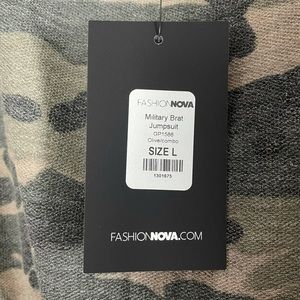 FASHIONNOVA
Military Brat
Jumpsuit
GP1586
Olive/combo
SIZE L
1301675
FASHIONNOVA.COM